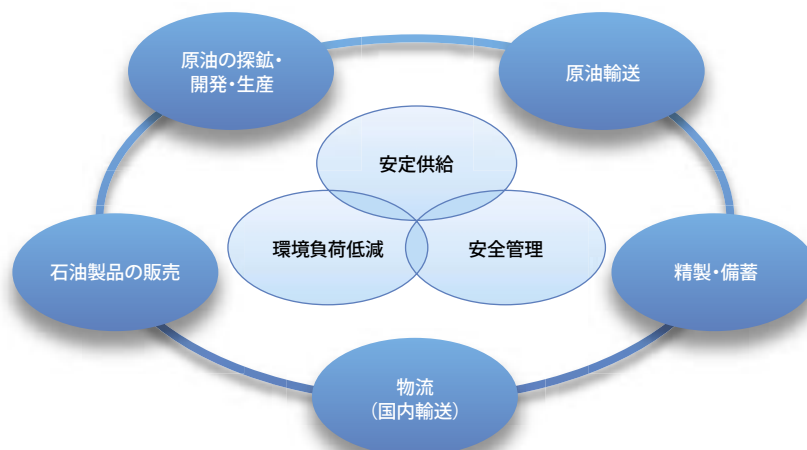 原油の探鉱・
開発・生産
原油輸送
安定供給
環境負荷低減
安全管理
石油製品の販売
精製・備蓄
物流
（国内輸送）